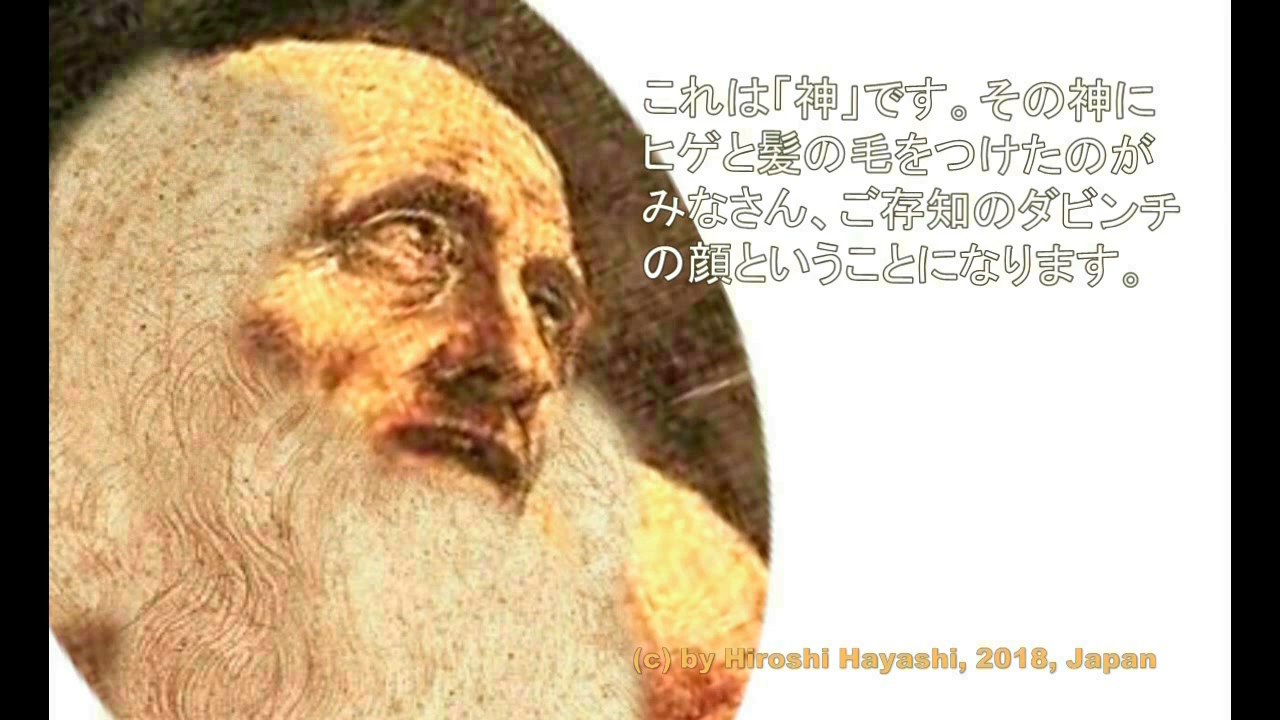 これは「神」です。その神に
ヒゲと髪の毛をつけたのが
みなさん、ご存知のダビンチ
の顔ということになります。
(c) by Hiroshi Hayashi, 2018, Japan